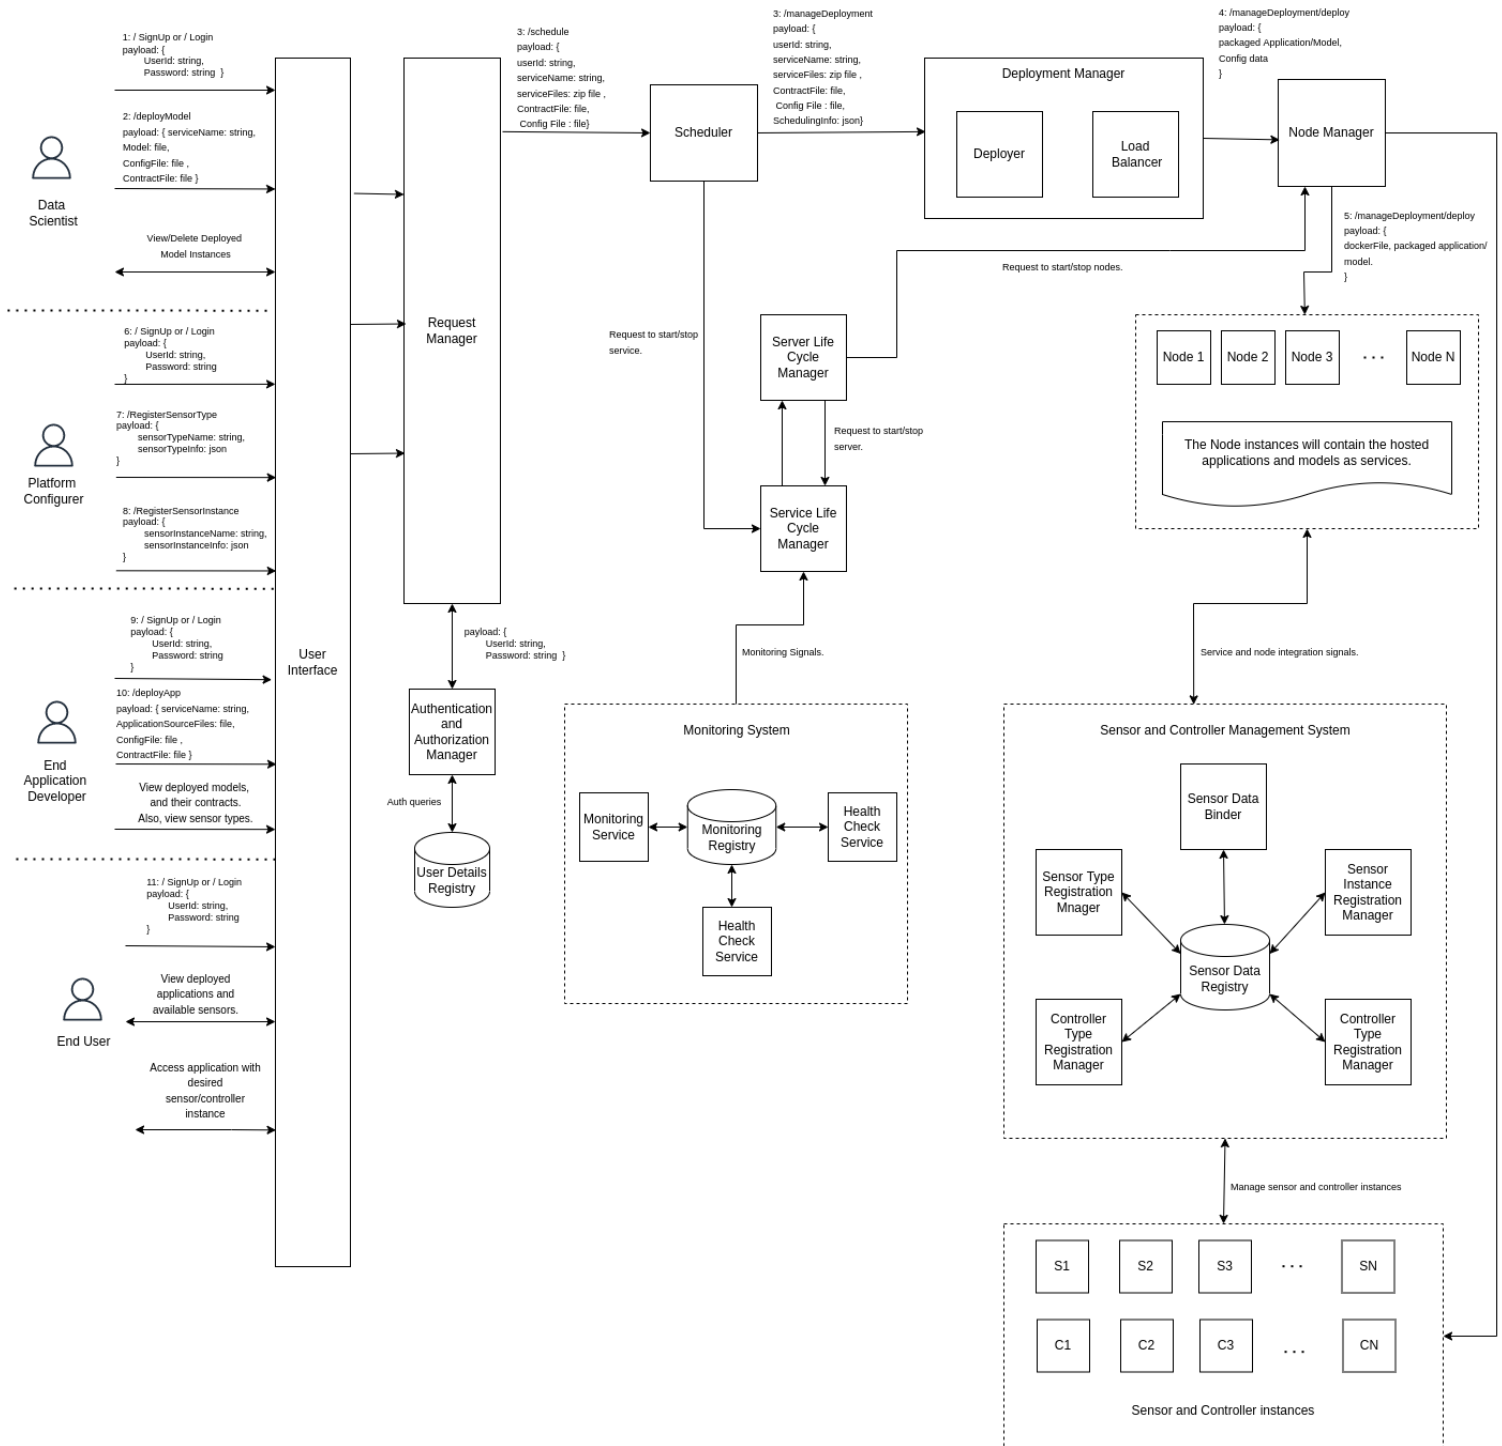 1: / SignUp or / Login
payload: {
UserId: string,
Password: string  }
2: /deployModel
payload: { serviceName: string,
Model: file,
ConfigFile: file ,
ContractFile: file }
Data
Scientist
View/Delete Deployed
Model Instances
6: / SignUp or / Login
payload: {
UserId: string,
Password: string
}
7: /RegisterSensorType
payload: {
sensorTypeName: string,
sensorTypeInfo: json
}
Platform
Configurer
8: /RegisterSensorInstance
payload: {
sensorInstanceName: string,
sensorInstanceInfo: json
}
9: / SignUp or / Login
payload: {
UserId: string,
Password: string
}
10: /deployApp
payload: { serviceName: string,
ApplicationSourceFiles: file,
ConfigFile: file ,
ContractFile: file }
End
Application
Developer
View deployed models,
and their contracts.
Also, view sensor types.
11: / SignUp or / Login
payload: {
UserId: string,
Password: string
}
View deployed
applications and
available sensors.
End User
Access application with
desired
sensor/controller
instance
User
Interface
Request
Manager
payload: {
UserId: string,
Password: string  }
Authentication
and
Authorization
Manager
Auth queries
User Details
Registry
3: /schedule
payload: {
userId: string,
serviceName: string,
serviceFiles: zip file ,
ContractFile: file,
Config File : file}
Scheduler
3: /manageDeployment
payload: {
userId: string,
serviceName: string,
serviceFiles: zip file ,
ContractFile: file,
Config File : file,
SchedulingInfo: json}
Deployment Manager
Deployer
Load
Balancer
4: /manageDeployment/deploy
payload: {
packaged Application/Model,
Config data
}
Node Manager
5: /manageDeployment/deploy
payload: {
dockerFile, packaged application/
model.
}
Request to start/stop nodes.
Request to start/stop
service.
Server Life
Cycle
Manager
Request to start/stop
server.
Service Life
Cycle
Manager
Node 1
Node 2
Node 3
. . .
Node N
The Node instances will contain the hosted
applications and models as services.
Monitoring Signals.
Service and node integration signals.
Monitoring System
Monitoring
Service
Monitoring
Registry
Health
Check
Service
Health
Check
Service
Sensor and Controller Management System
Sensor Data
Binder
Sensor Type
Registration
Mnager
Sensor
Instance
Registration
Manager
Sensor Data
Registry
Controller
Type
Registration
Manager
Controller
Type
Registration
Manager
Manage sensor and controller instances
S1
S2
S3
. . .
SN
C1
C2
C3
. . .
CN
Sensor and Controller instances